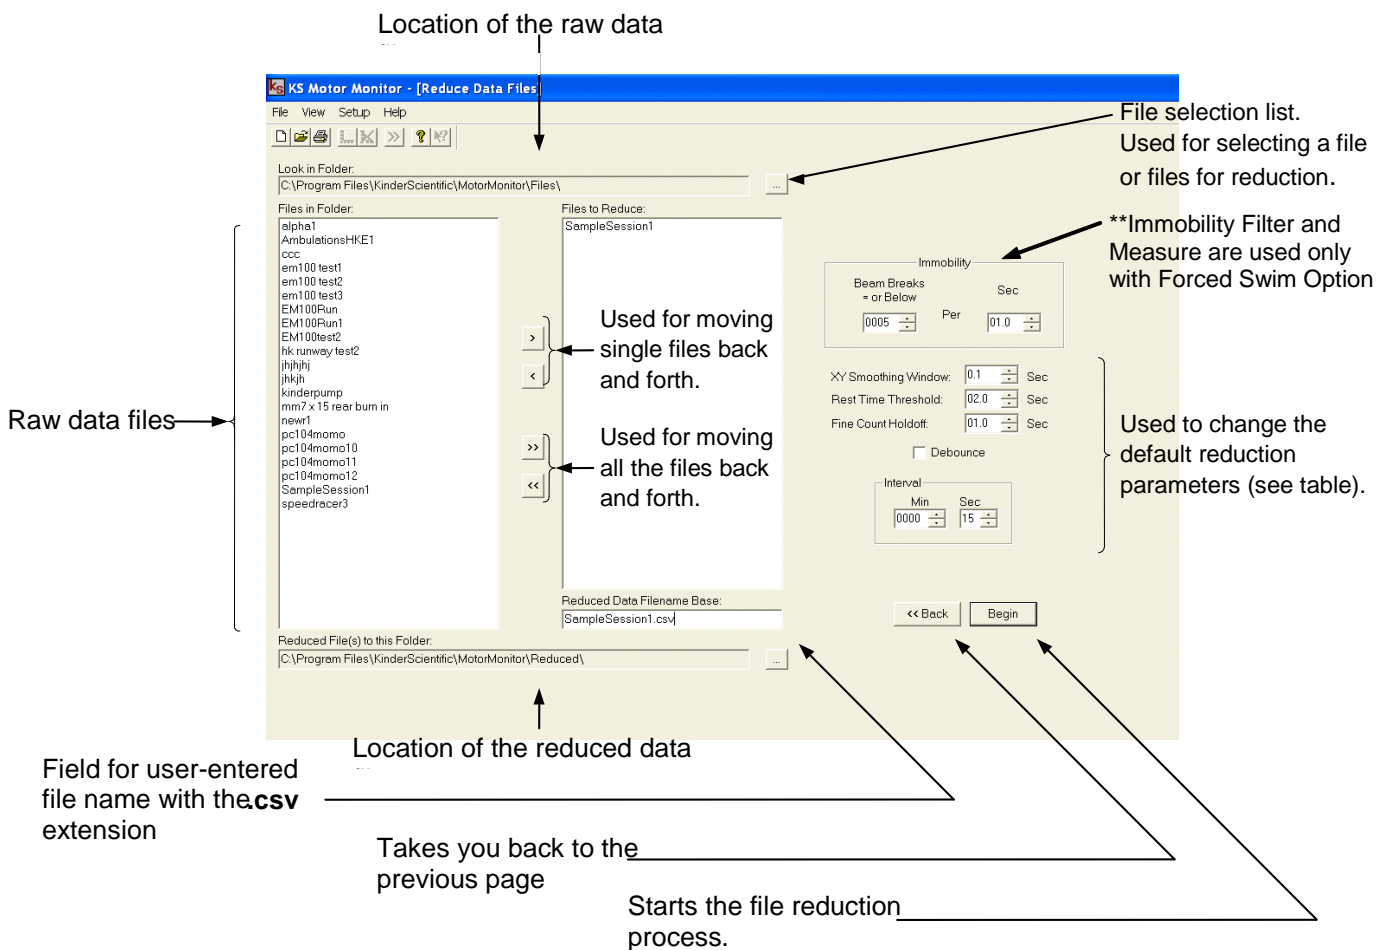 Location of the raw data
KS Motor Monitor - [Reduce Data Files]
File View Setup Help
Look in Folder:
C:\Program Files\KinderScientific\MotorMonitor\Files\
...
Files in Folder:
alpha1
AmbulationsHKE1
ccc
em100 test1
em100 test2
em100 test3
EM100Run
EM100Run1
EM100test2
hk runway test2
jhjhjhj
jhkjh
kinderpump
mm7 x 15 rear burn in
newr1
pc104momo
pc104momo10
pc104momo11
pc104momo12
SampleSession1
speedracer3
>
<
>>
<<
Files to Reduce:
SampleSession1
Used for moving
single files back
and forth.
Used for moving
all the files back
and forth.
Reduced Data Filename Base:
SampleSession1.csv
Reduced File(s) to this Folder:
C:\Program Files\KinderScientific\MotorMonitor\Reduced\
...
Immobility
Beam Breaks
= or Below
Sec
0005 Per 01.0
XY Smoothing Window: 0.1 Sec
Rest Time Threshold: 02.0 Sec
Fine Count Holdoff: 01.0 Sec
Debounce
Interval
Min Sec
0000 15
<< Back Begin
File selection list.
Used for selecting a file
or files for reduction.
**Immobility Filter and
Measure are used only
with Forced Swim Option
Used to change the
default reduction
parameters (see table).
Raw data files
Location of the reduced data
Field for user-entered
file name with the .csv
extension
Takes you back to the
previous page
Starts the file reduction
process.